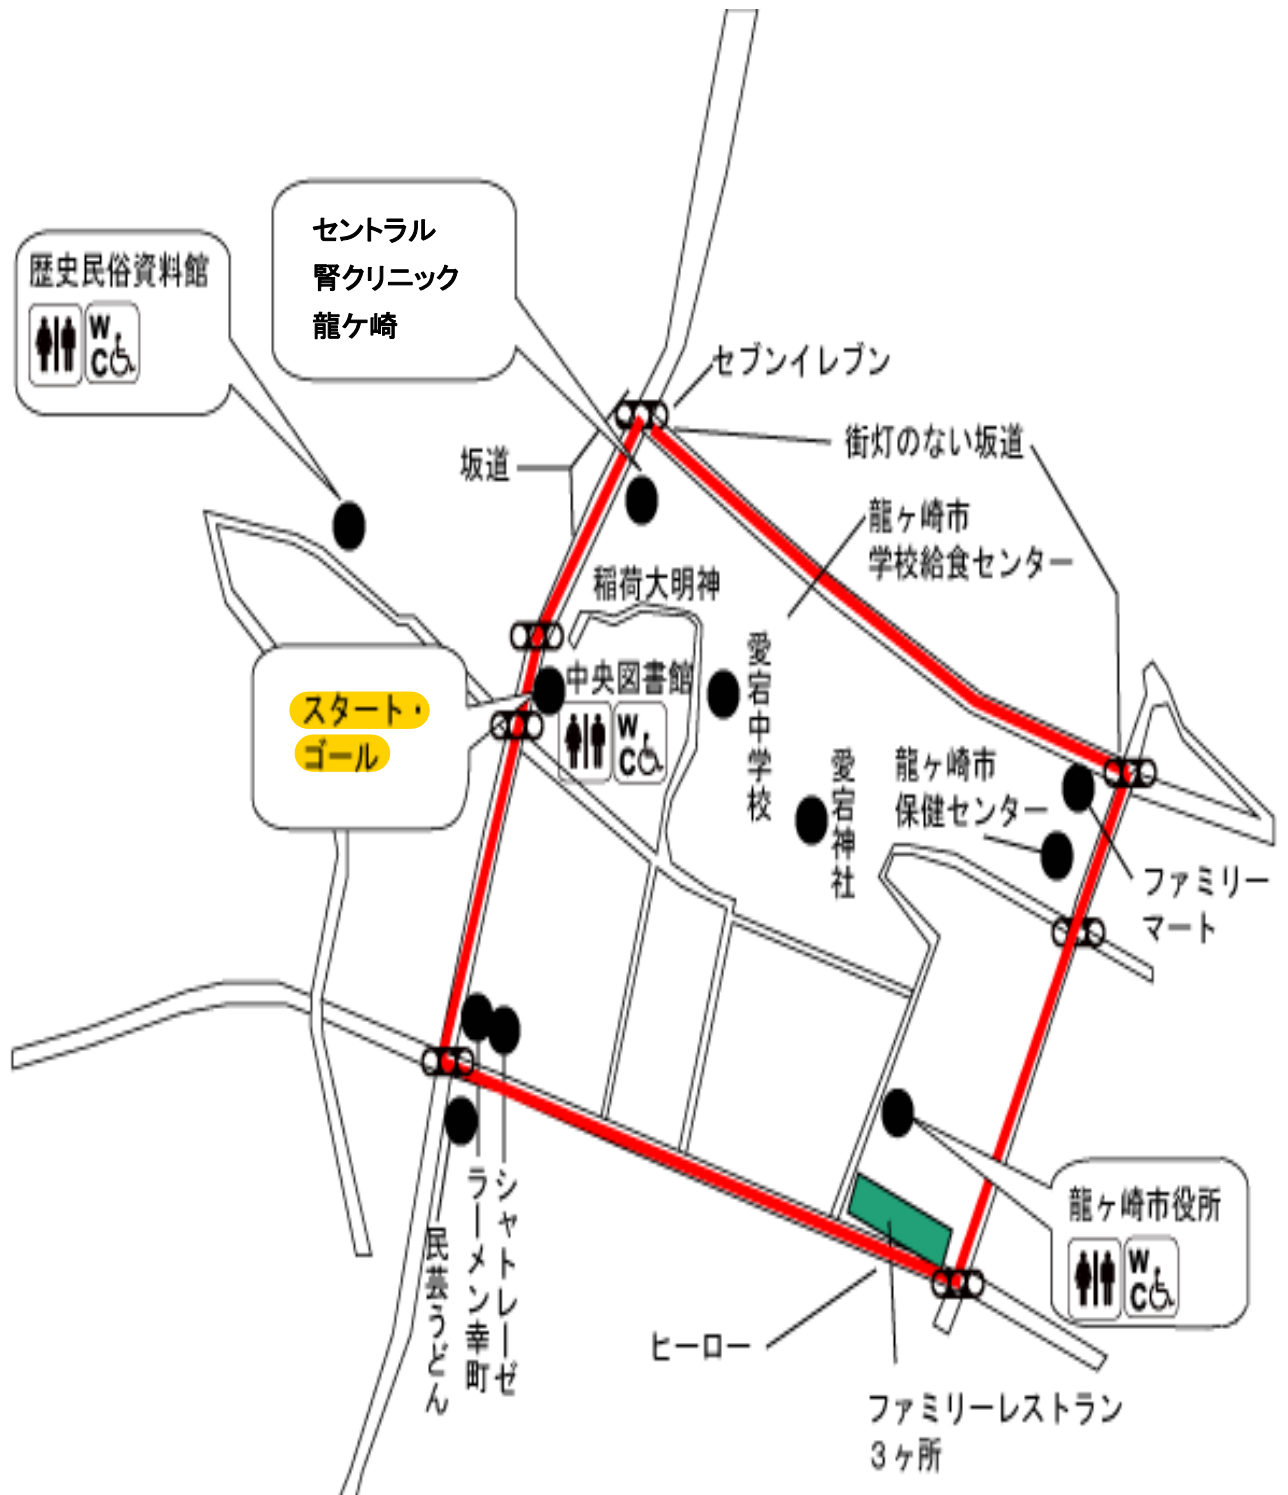 セントラル
腎クリニック
龍ケ崎
歴史民俗資料館
W
C
セブンイレブン
坂道
街灯のない坂道
龍ヶ崎市
学校給食センター
稲荷大明神
中央図書館
W
C
愛宕中学校
スタート・
ゴール
愛宕神社
龍ヶ崎市
保健センター
ファミリー
マート
龍ヶ崎市役所
W
C
民芸うどん
ラーメン幸町
シャトレーゼ
ヒーロー
ファミリーレストラン
3ヶ所